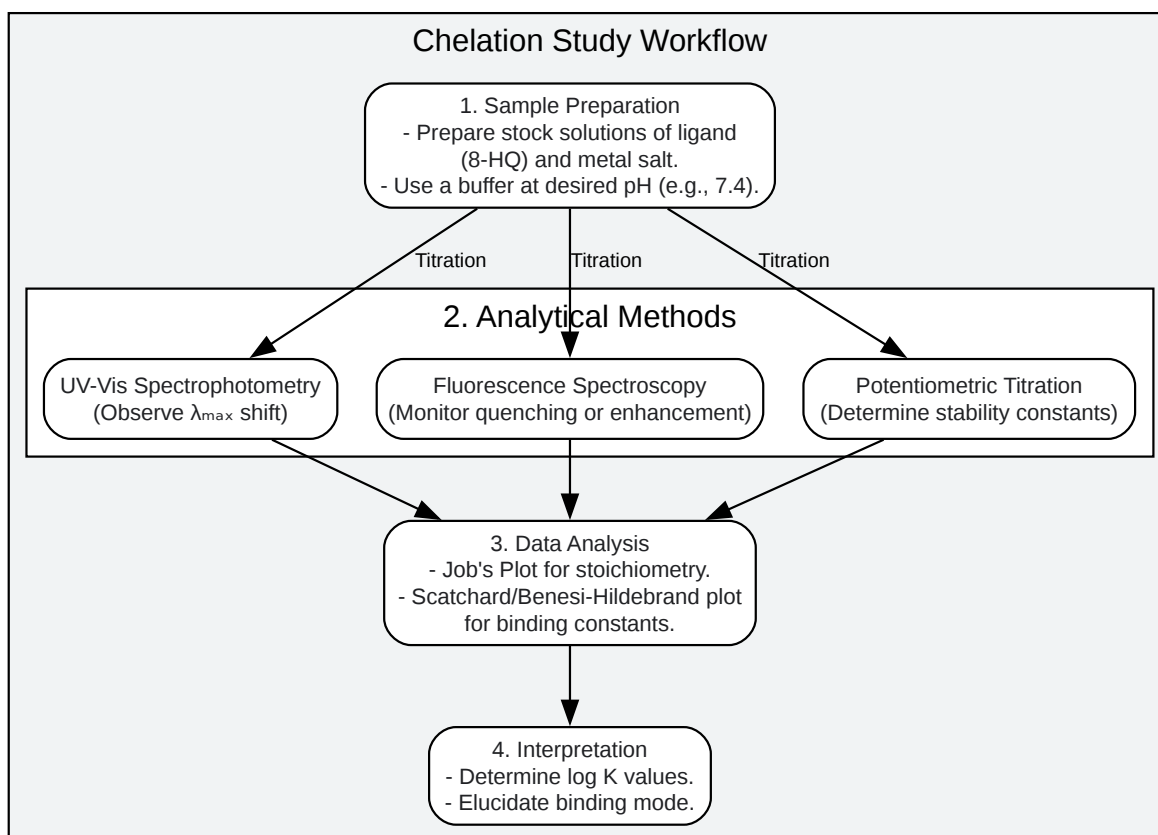 Chelation Study Workflow
1. Sample Preparation
- Prepare stock solutions of ligand
(8-HQ) and metal salt.
- Use a buffer at desired pH (e.g., 7.4).
Titration
Titration
Titration
2. Analytical Methods
UV-Vis Spectrophotometry
(Observe λₘₐₓ shift)
Fluorescence Spectroscopy
(Monitor quenching or enhancement)
Potentiometric Titration
(Determine stability constants)
3. Data Analysis
- Job's Plot for stoichiometry.
- Scatchard/Benesi-Hildebrand plot
for binding constants.
4. Interpretation
- Determine log K values.
- Elucidate binding mode.